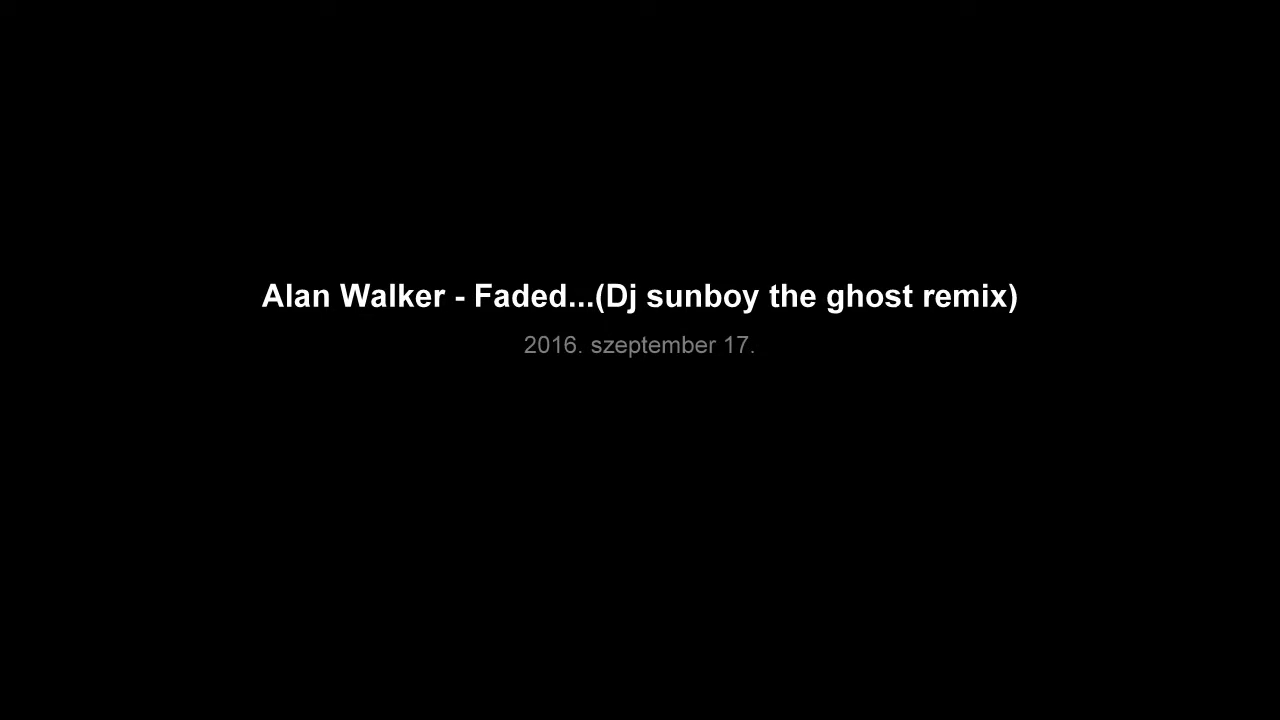 Alan Walker - Faded...(Dj sunboy the ghost remix)
2016. szeptember 17.